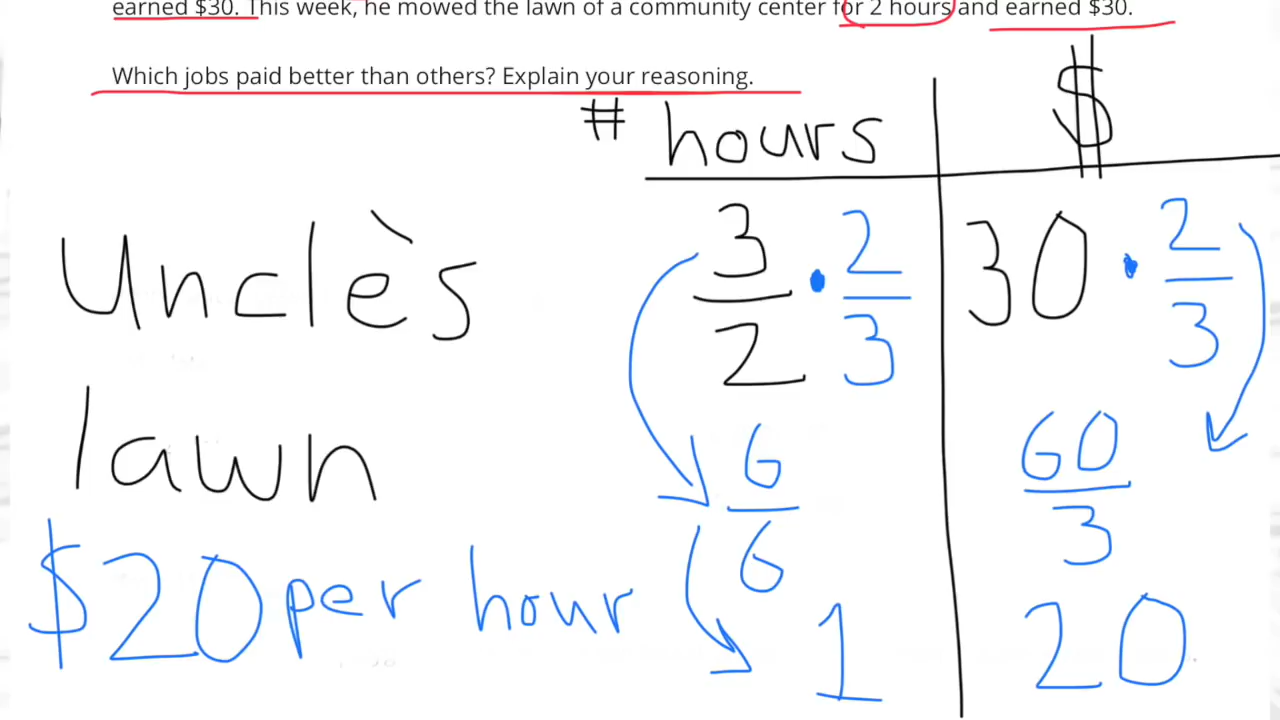 earned $30. This week, he mowed the lawn of a community center for 2 hours and earned $30.
Which jobs paid better than others? Explain your reasoning.
# hours $
Uncle's
lawn
$20 per hour
3/2 · 2/3 30 · 2/3
6/6 60/3
1 20